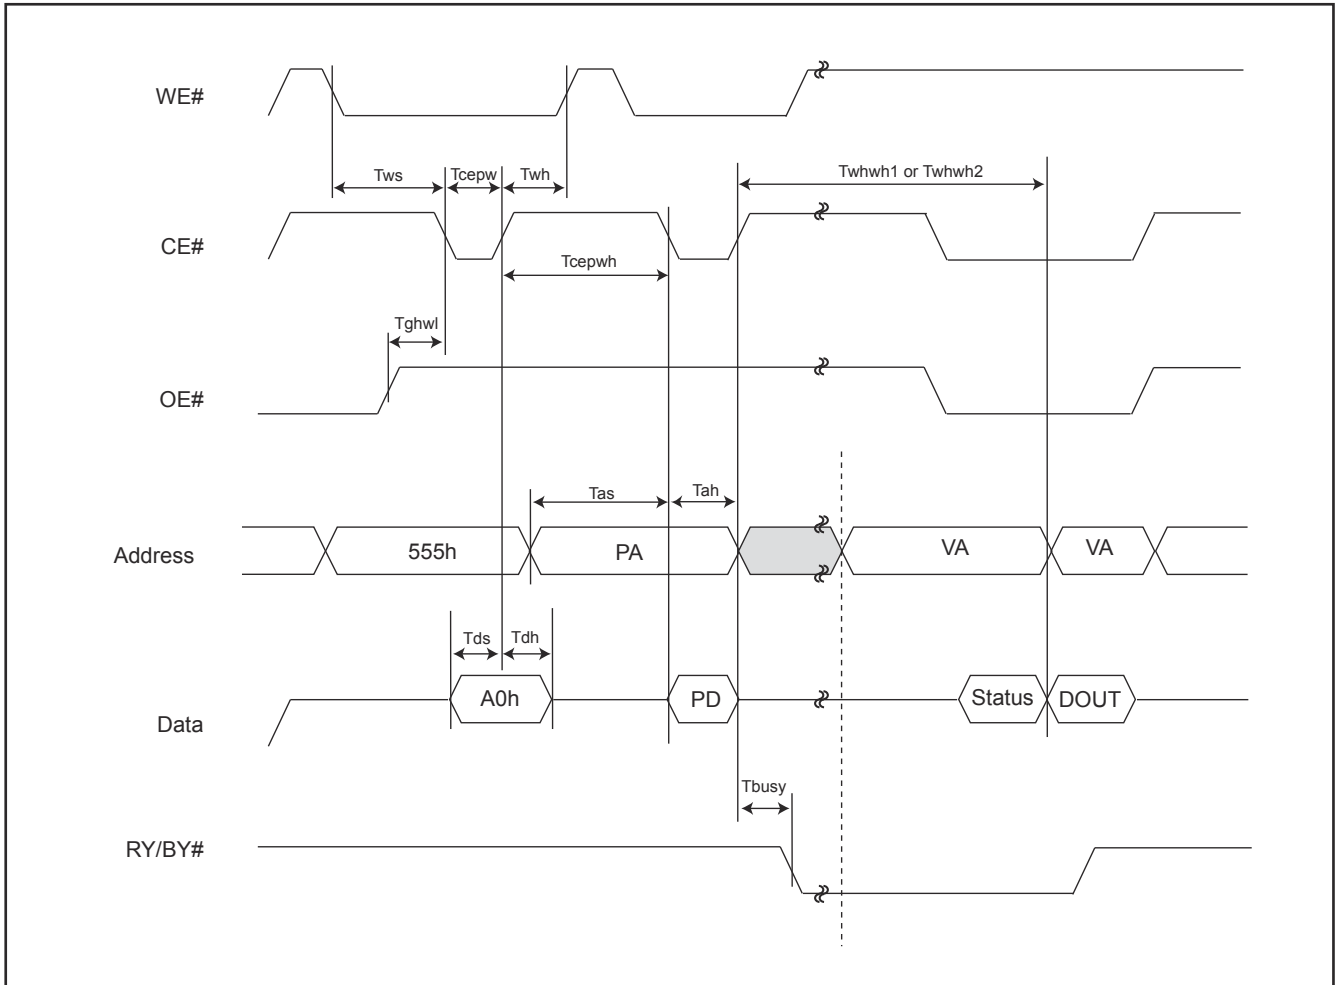 WE#
Tws
Tcepw
Twh
Twhwh1 or Twhwh2
CE#
Tcepwh
Tghwl
OE#
Tas
Tah
Address
555h
PA
VA
VA
Tds
Tdh
Data
A0h
PD
Status
DOUT
Tbusy
RY/BY#